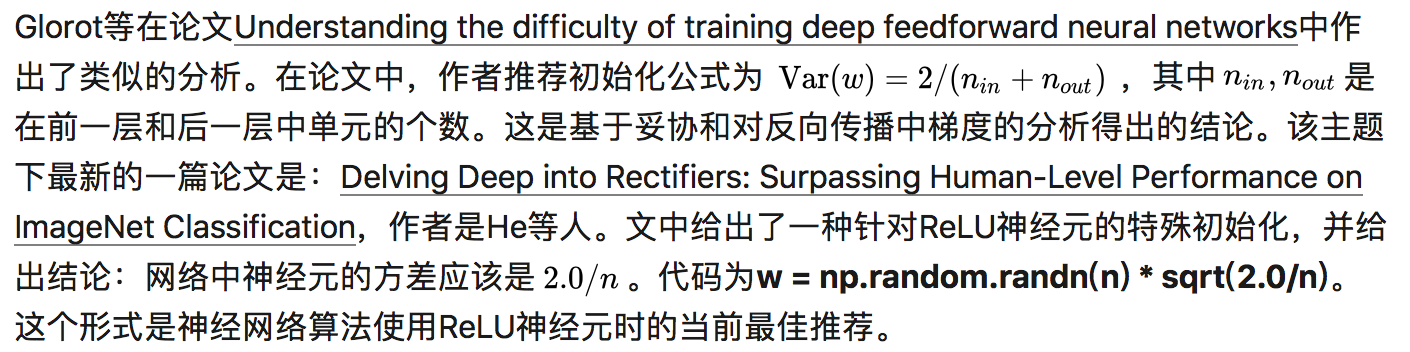 Glorot等在论文Understanding the difficulty of training deep feedforward neural networks中作
出了类似的分析。在论文中，作者推荐初始化公式为 Var(w) = 2/(n_{in} + n_{out}) ，其中 n_{in}, n_{out} 是
在前一层和后一层中单元的个数。这是基于妥协和对反向传播中梯度的分析得出的结论。该主题
下最新的一篇论文是：Delving Deep into Rectifiers: Surpassing Human-Level Performance on
ImageNet Classification，作者是He等人。文中给出了一种针对ReLU神经元的特殊初始化，并给
出结论：网络中神经元的方差应该是 2.0/n 。代码为w = np.random.randn(n) * sqrt(2.0/n)。
这个形式是神经网络算法使用ReLU神经元时的当前最佳推荐。